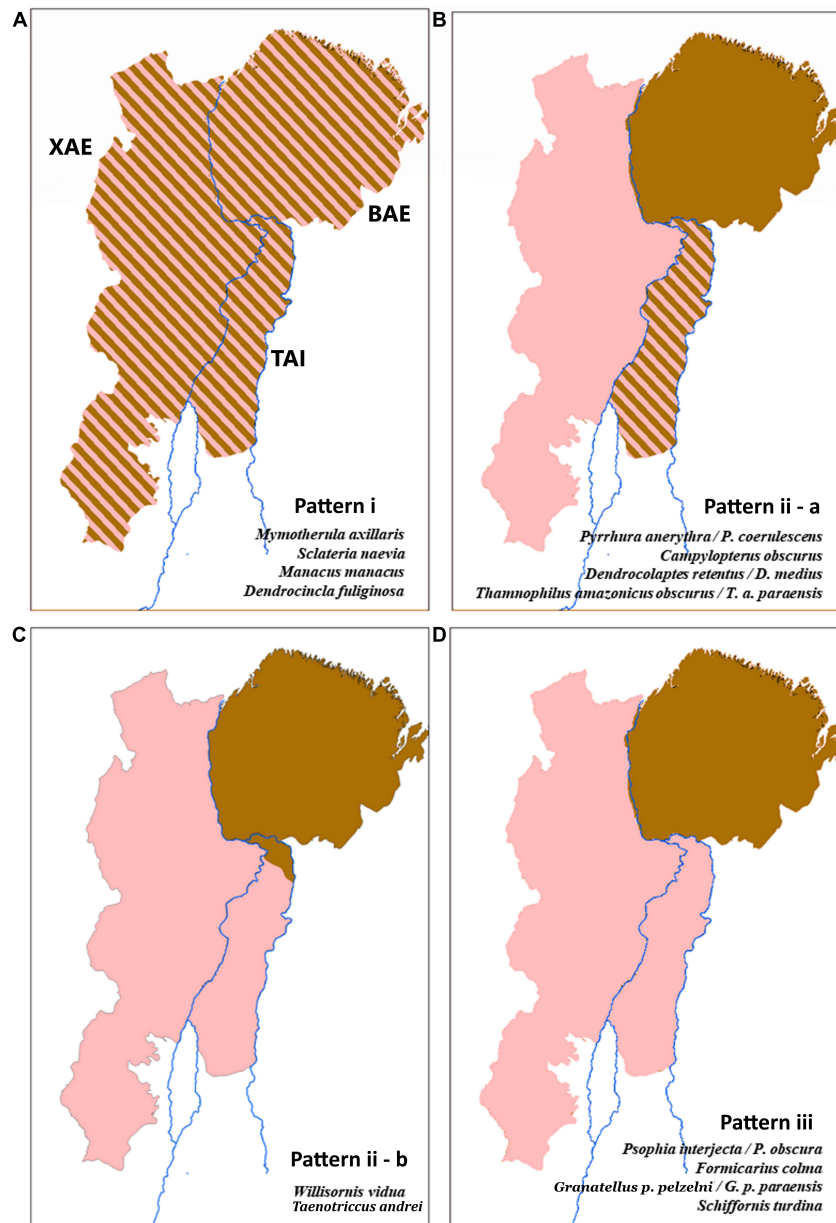 A
XAE
BAE
TAI
Pattern i
Mymotherula axillaris
Sclateria naevia
Manacus manacus
Dendrocincla fuliginosa
B
Pattern ii - a
Pyrrhura anerythra / P. coerulescens
Campylopterus obscurus
Dendrocolaptes retentus / D. medius
Thamnophilus amazonicus obscurus / T. a. paraensis
C
Pattern ii - b
Willisornis vidua
Taenotriccus andrei
D
Pattern iii
Psophia interjecta / P. obscura
Formicarius colma
Granatellus p. pelzelni / G. p. paraensis
Schiffornis turdina